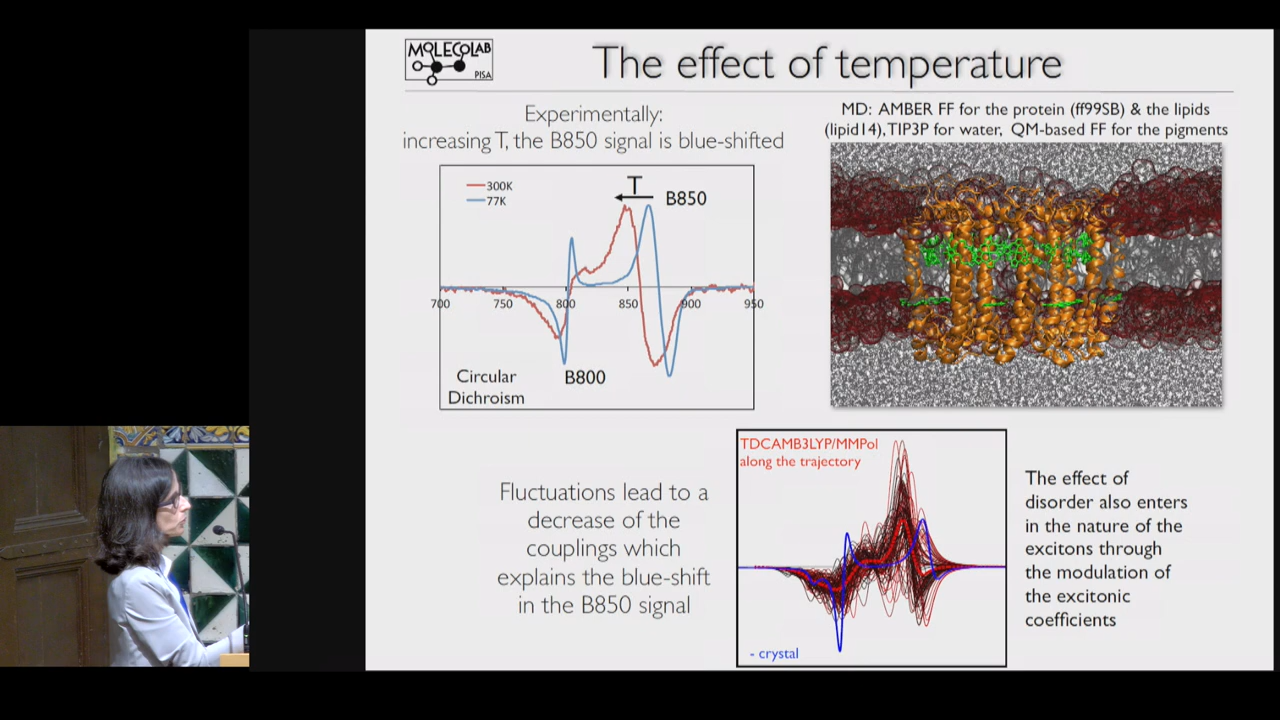 MOLECOLAB
PISA
The effect of temperature
Experimentally:
increasing T, the B850 signal is blue-shifted
MD: AMBER FF for the protein (ff99SB) & the lipids
(lipid14), TIP3P for water, QM-based FF for the pigments
300K
77K
T
B850
700 750 800 850 900 950
B800
Circular
Dichroism
Fluctuations lead to a
decrease of the
couplings which
explains the blue-shift
in the B850 signal
TDCAMB3LYP/MMPol
along the trajectory
- crystal
The effect of
disorder also enters
in the nature of the
excitons through
the modulation of
the excitonic
coefficients